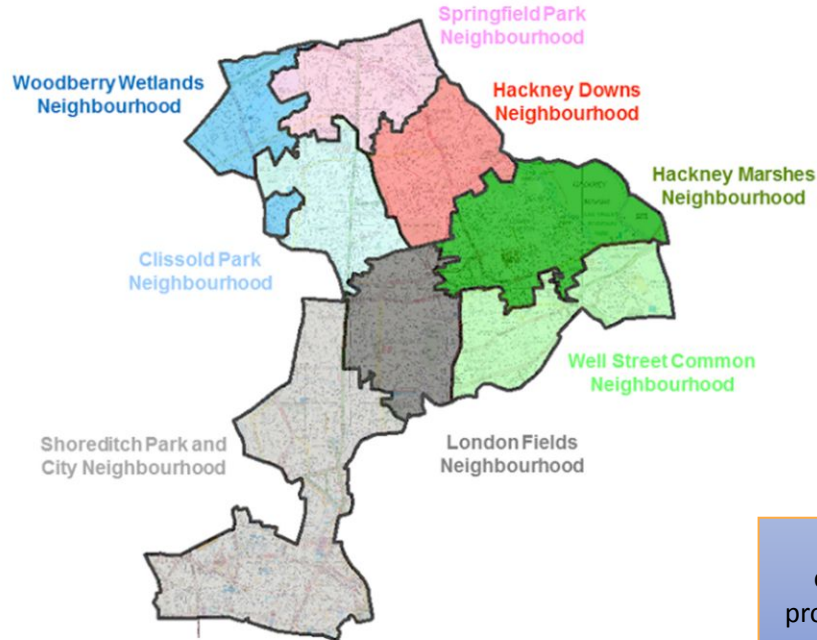 Springfield Park
Neighbourhood
Woodberry Wetlands
Neighbourhood
Hackney Downs
Neighbourhood
Hackney Marshes
Neighbourhood
Clissold Park
Neighbourhood
Well Street Common
Neighbourhood
Shoreditch Park and
City Neighbourhood
London Fields
Neighbourhood